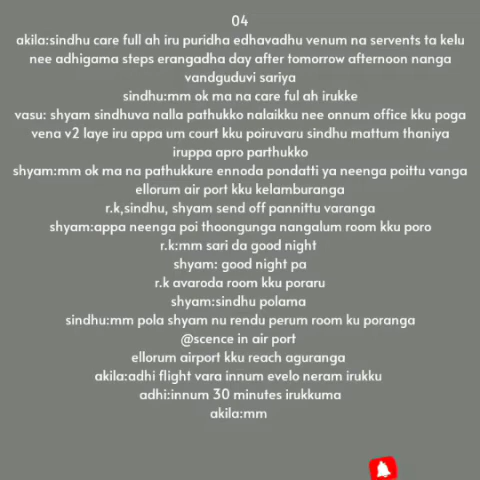 04
akila:sindhu care full ah iru puridha edhavadhu venum na servents ta kelu
nee adhigama steps erangadha day after tomorrow afternoon nanga
vandguduvi sariya
sindhu:mm ok ma na care ful ah irukke
vasu: shyam sindhuva nalla pathukko nalaikku nee onnum office kku poga
vena v2 laye iru appa um court kku poiruvaru sindhu mattum thaniya
iruppa apro parthukko
shyam:mm ok ma na pathukkure ennoda pondatti ya neenga poittu vanga
ellorum air port kku kelamburanga
r.k,sindhu, shyam send off pannittu varanga
shyam:appa neenga poi thoongunga nangalum room kku poro
r.k:mm sari da good night
shyam: good night pa
r.k avaroda room kku poraru
shyam:sindhu polama
sindhu:mm pola shyam nu rendu perum room ku poranga
@scence in air port
ellorum airport kku reach aguranga
akila:adhi flight vara innum evelo neram irukku
adhi:innum 30 minutes irukkuma
akila:mm